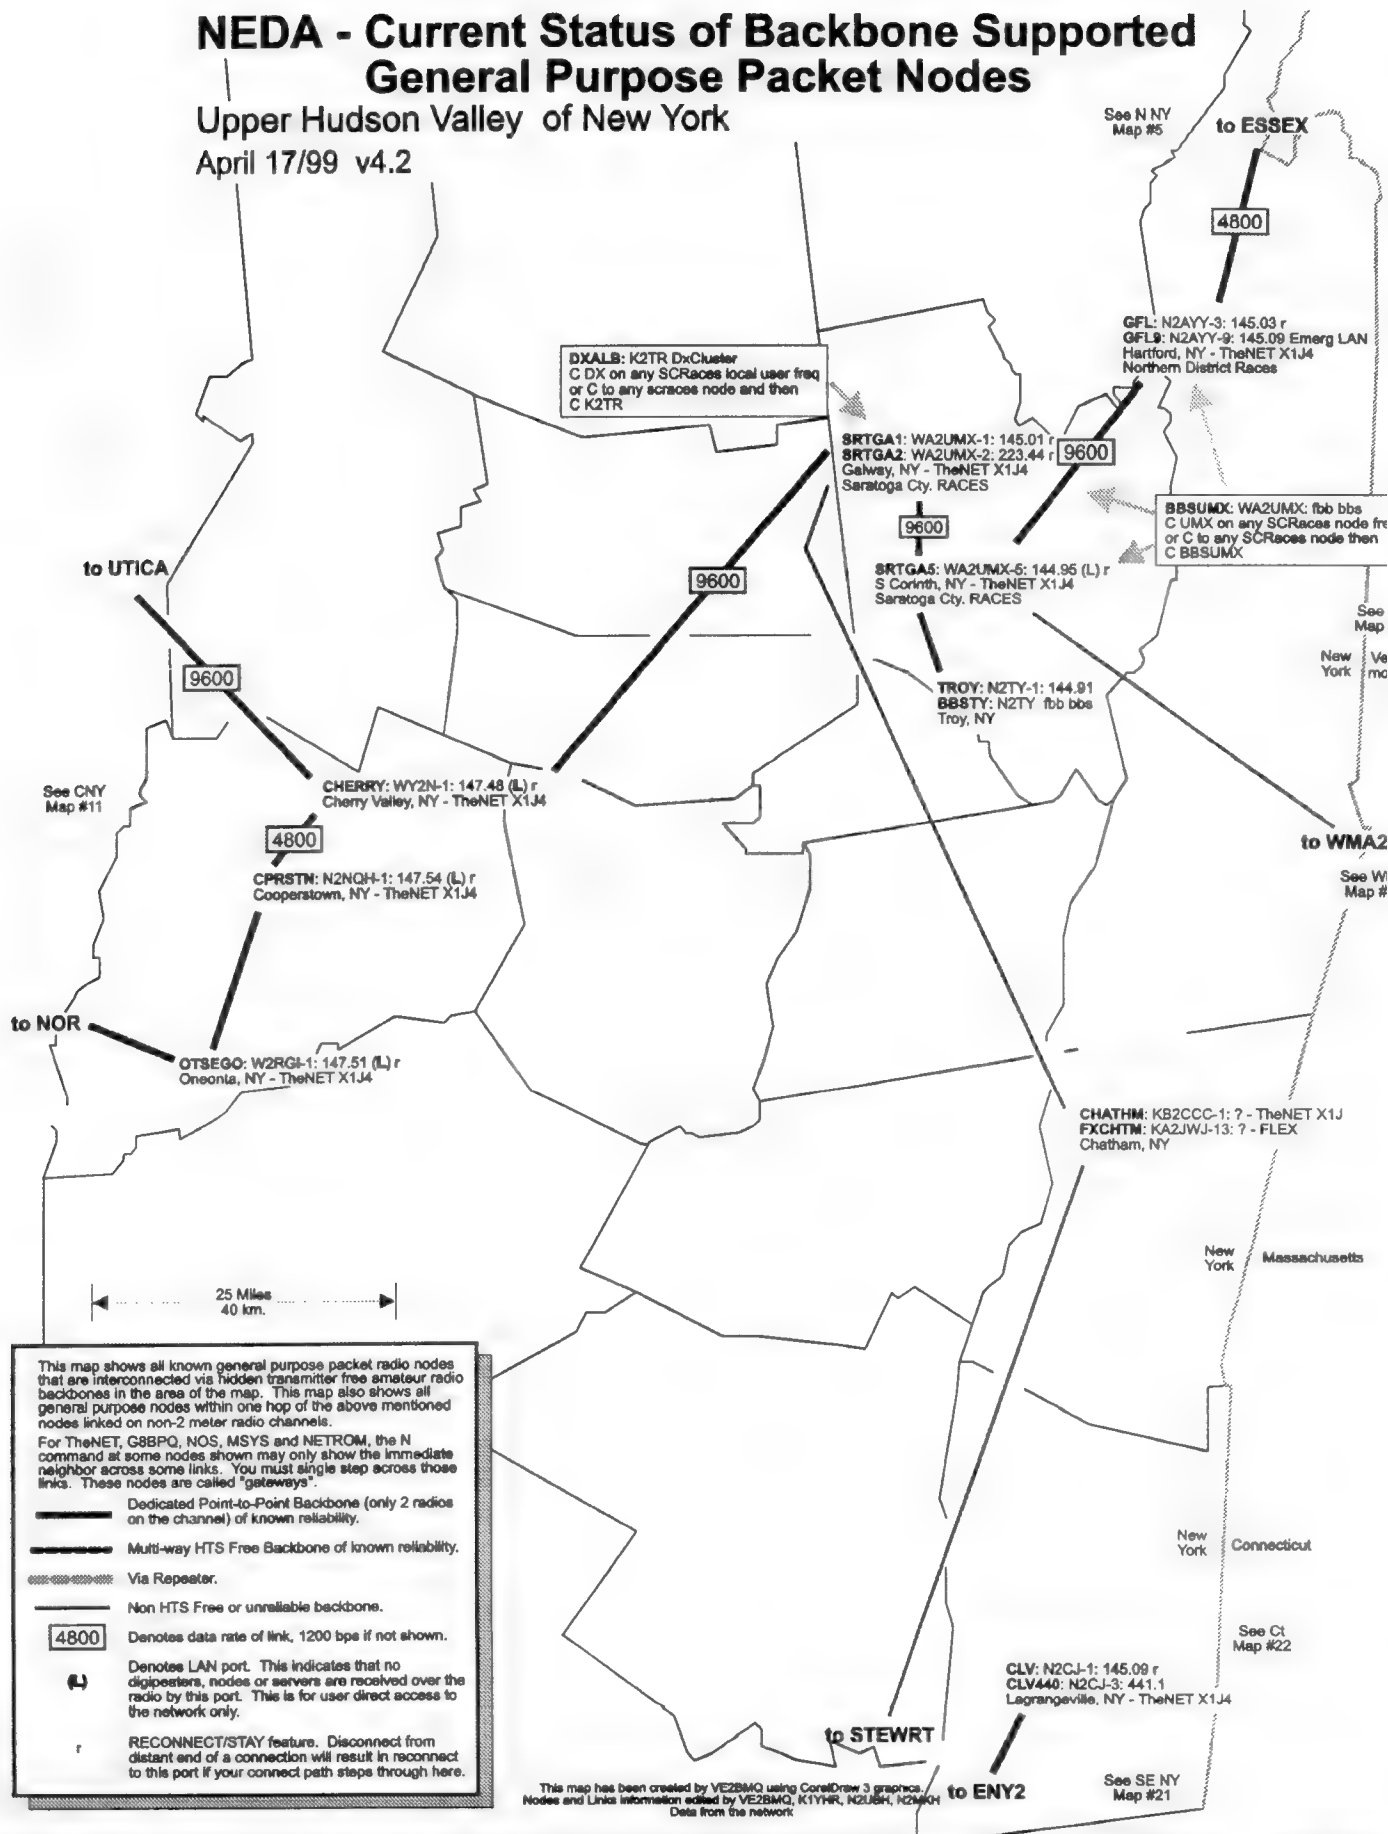 NEDA - Current Status of Backbone Supported
General Purpose Packet Nodes
Upper Hudson Valley of New York
April 17/99 v4.2
See N NY
Map #5
to ESSEX
4800
GFL: N2AYY-3: 145.03 r
GFL9: N2AYY-9: 145.09 Emerg LAN
Hartford, NY - TheNET X1J4
Northern District Races
DXALB: K2TR DxCluster
C DX on any SCRaces local user freq
or C to any scraces node and then
C K2TR
SRTGA1: WA2UMX-1: 145.01 r
SRTGA2: WA2UMX-2: 223.44 r
Galway, NY - TheNET X1J4
Saratoga Cty. RACES
9600
BBSUMX: WA2UMX: fbb bbs
C UMX on any SCRaces node fre
or C to any SCRaces node then
C BBSUMX
9600
SRTGA5: WA2UMX-5: 144.95 (L) r
S Corinth, NY - TheNET X1J4
Saratoga Cty. RACES
to UTICA
9600
See
Map
New
York
Ve
mo
9600
TROY: N2TY-1: 144.91
BBSTY: N2TY fbb bbs
Troy, NY
See CNY
Map #11
CHERRY: WY2N-1: 147.48 (L) r
Cherry Valley, NY - TheNET X1J4
4800
to WMA2
CPRSTN: N2NQH-1: 147.54 (L) r
Cooperstown, NY - TheNET X1J4
See W
Map #
to NOR
OTSEGO: W2RGI-1: 147.51 (L) r
Oneonta, NY - TheNET X1J4
CHATHM: KB2CCC-1: ? - TheNET X1J
FXCHTM: KA2JWJ-13: ? - FLEX
Chatham, NY
New
York
Massachusetts
25 Miles
40 km.
This map shows all known general purpose packet radio nodes
that are interconnected via hidden transmitter free amateur radio
backbones in the area of the map. This map also shows all
general purpose nodes within one hop of the above mentioned
nodes linked on non-2 meter radio channels.
For TheNET, G8BPQ, NOS, MSYS and NETROM, the N
command at some nodes shown may only show the immediate
neighbor across some links. You must single step across those
links. These nodes are called "gateways".
Dedicated Point-to-Point Backbone (only 2 radios
on the channel) of known reliability.
Multi-way HTS Free Backbone of known reliability.
Via Repeater.
Non HTS Free or unreliable backbone.
4800
Denotes data rate of link, 1200 bps if not shown.
(L)
Denotes LAN port. This indicates that no
digipeaters, nodes or servers are received over the
radio by this port. This is for user direct access to
the network only.
r
RECONNECT/STAY feature. Disconnect from
distant end of a connection will result in reconnect
to this port if your connect path steps through here.
New
York
Connecticut
See Ct
Map #22
CLV: N2CJ-1: 145.09 r
CLV440: N2CJ-3: 441.1
Lagrangeville, NY - TheNET X1J4
to STEWRT
to ENY2
See SE NY
Map #21
This map has been created by VE2BMQ using CorelDraw 3 graphics.
Nodes and Links information edited by VE2BMQ, K1YHR, N2UBH, N2MKH
Data from the network